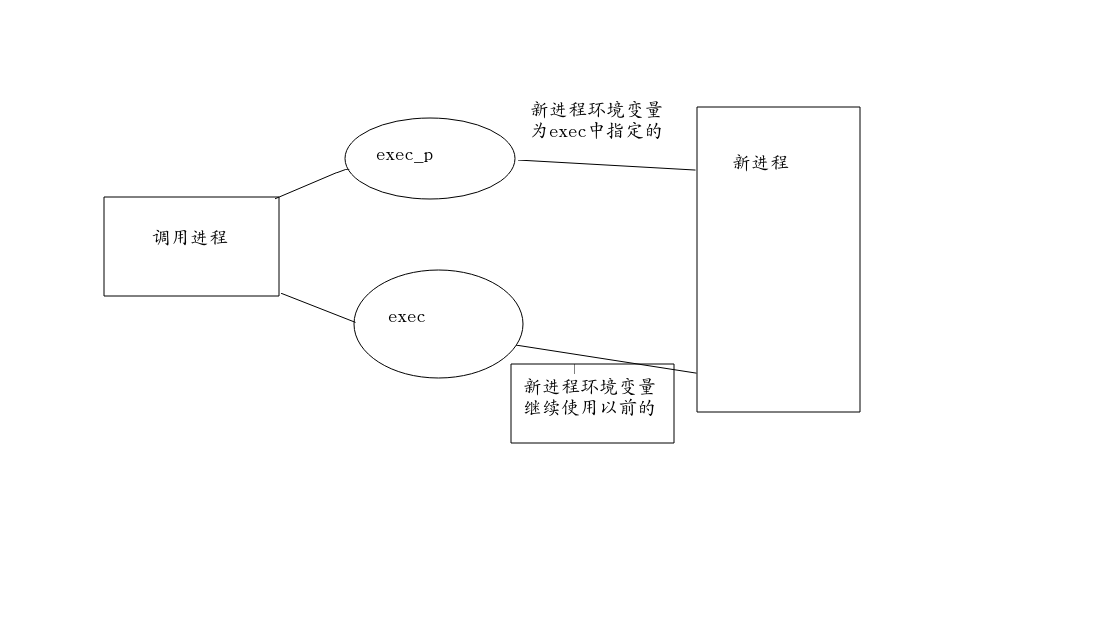 新进程环境变量
为exec中指定的
exec_p
新进程
调用进程
exec
新进程环境变量
继续使用以前的